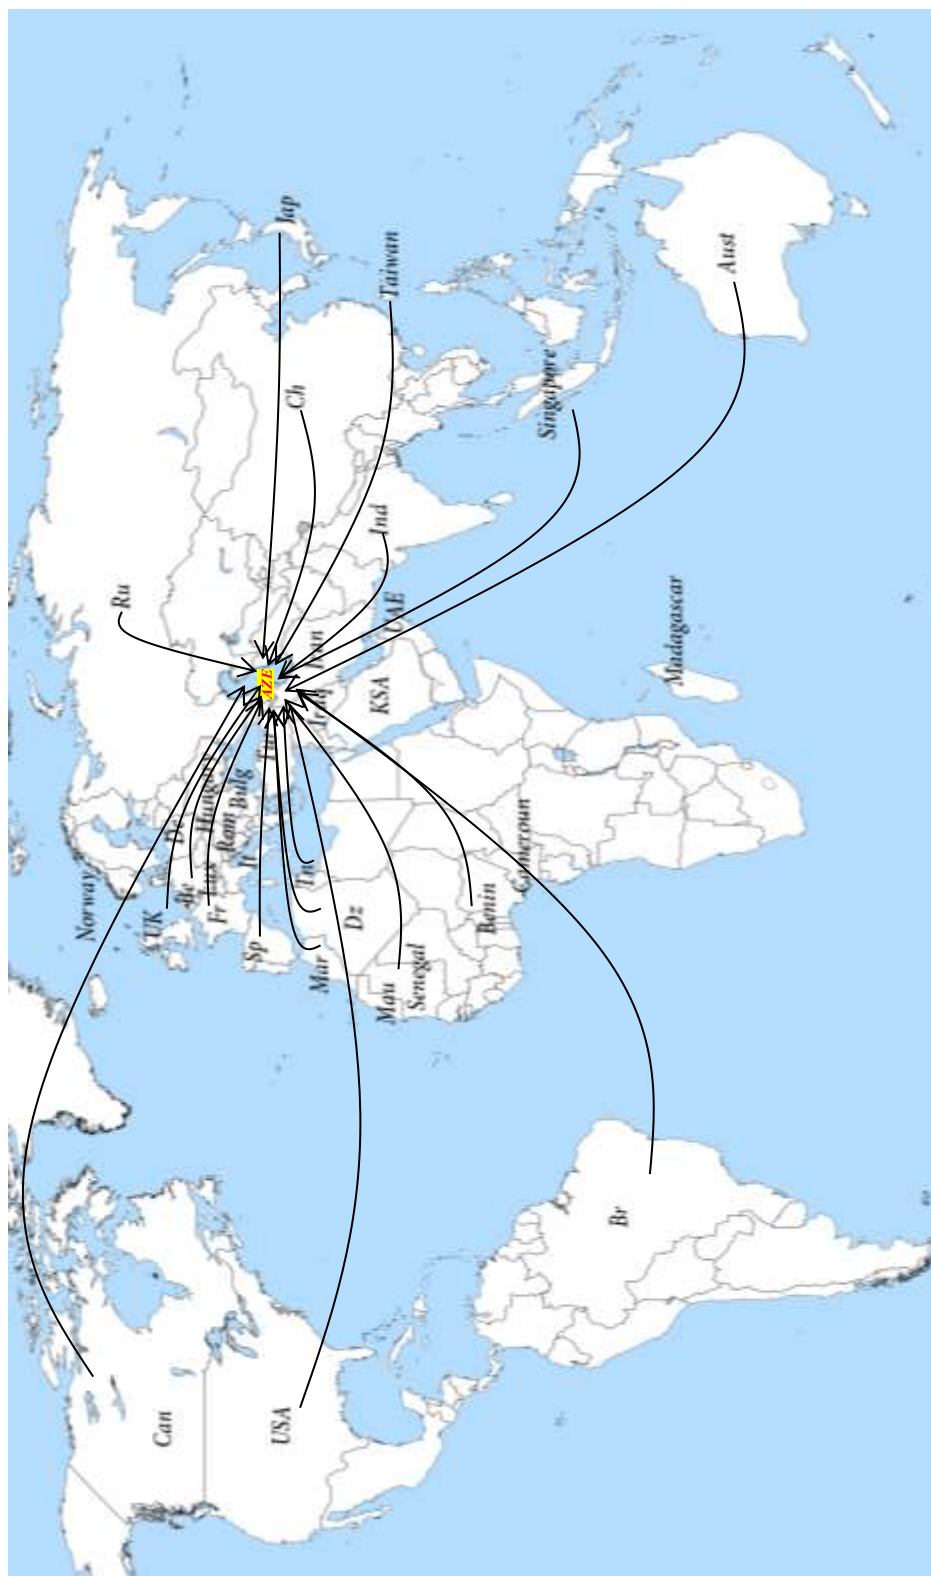 Can
USA
Br
Norway
UK
Be
Lux
Fr
Sp
De
Hungary
Ram
Bulg
It
Tn
Dz
Mar
Mau
Senegal
Benin
Cameroun
Madagascar
AZE
Iraq
Iran
KSA
UAE
Ru
Ind
Ch
Jap
Taiwan
Singapore
Aust